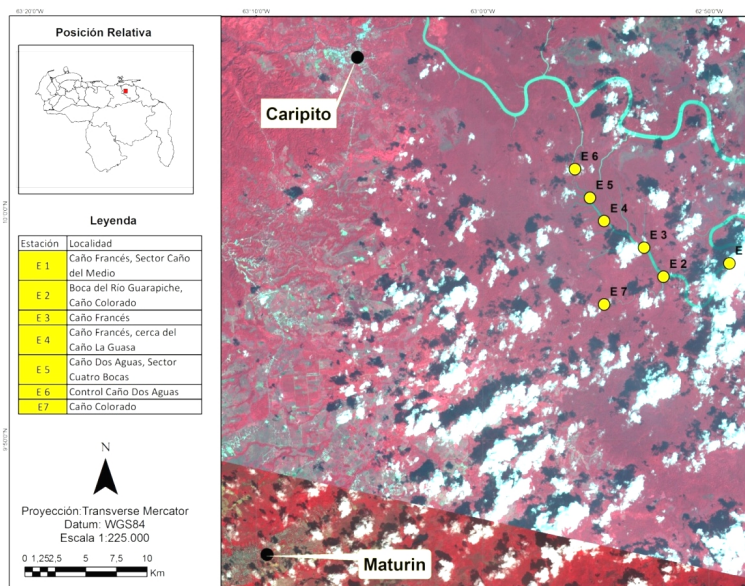 63°20'0"W
63°10'0"W
63°0'0"W
62°50'0"W
Posición Relativa
Caripito
E 6
E 5
E 4
E 3
E
E 2
E 7
Leyenda
Estación Localidad
E 1 Caño Francés, Sector Caño
del Medio
E 2 Boca del Río Guarapiche,
Caño Colorado
E 3 Caño Francés
E 4 Caño Francés, cerca del
Caño La Guasa
E 5 Caño Dos Aguas, Sector
Cuatro Bocas
E 6 Control Caño Dos Aguas
E7 Caño Colorado
9°50'0"N
N
Proyección:Transverse Mercator
Datum: WGS84
Escala 1:225.000
0 1,252,5 5 7,5 10
Km
Maturin